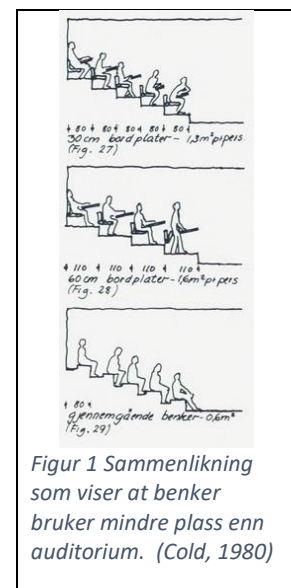 80 80 80 80 80
30 cm bordplater - 1,3m² pr pers.
(Fig. 27)
110 110 110 110
60 cm bordplater - 1,6m² pr pers
(Fig. 28)
80
gjennemgående benker - 0,6m²
(Fig. 29)
Figur 1 Sammenlikning
som viser at benker
bruker mindre plass enn
auditorium. (Cold, 1980)